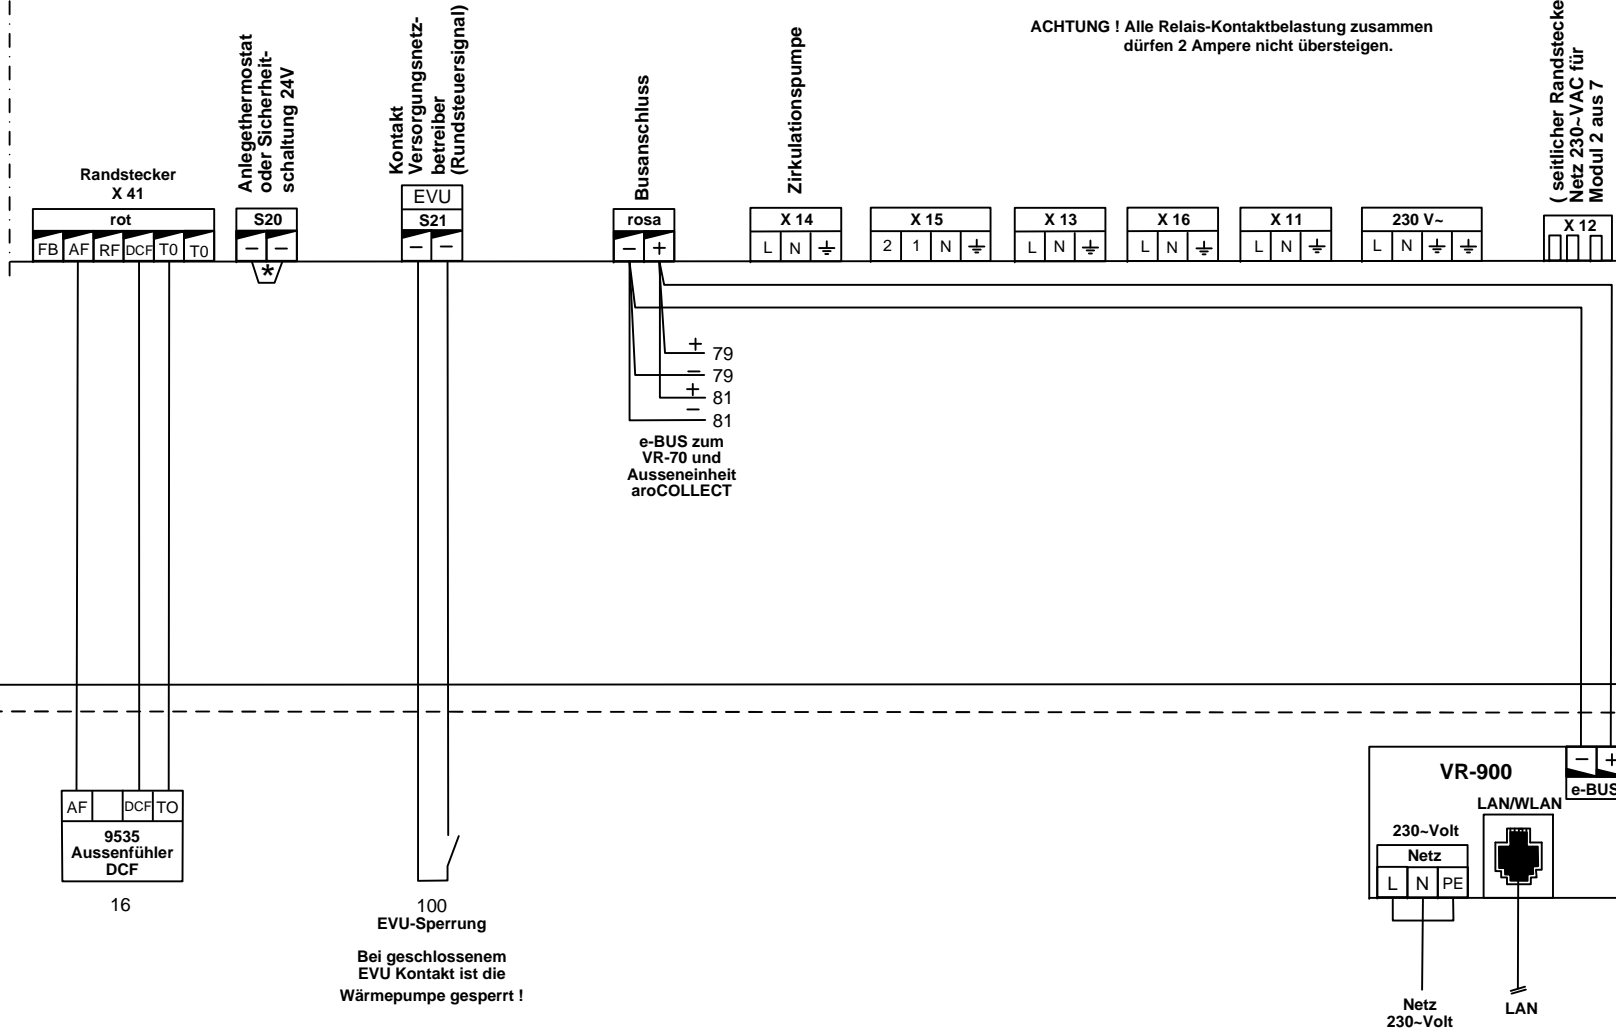 ACHTUNG ! Alle Relais-Kontaktbelastung zusammen
dürfen 2 Ampere nicht übersteigen.
Randstecker
X 41
rot
FB AF RF DCF T0 T0
Anlegethermostat
oder Sicherheit-
schaltung 24V
S20
– –
*
Kontakt
Versorgungsnetz-
betreiber
(Rundsteuersignal)
EVU
S21
– –
Busanschluss
rosa
– +
Zirkulationspumpe
X 14
L N
X 15
2 1 N
X 13
L N
X 16
L N
X 11
L N
230 V~
L N
( seitlicher Randstecke
Netz 230~VAC für
Modul 2 aus 7
X 12
+ 79
– 79
+ 81
– 81
e-BUS zum
VR-70 und
Ausseneinheit
aroCOLLECT
AF DCF TO
9535
Aussenfühler
DCF
16
100
EVU-Sperrung
Bei geschlossenem
EVU Kontakt ist die
Wärmepumpe gesperrt !
VR-900
– +
e-BUS
LAN/WLAN
230~Volt
Netz
L N PE
Netz
230~Volt
LAN